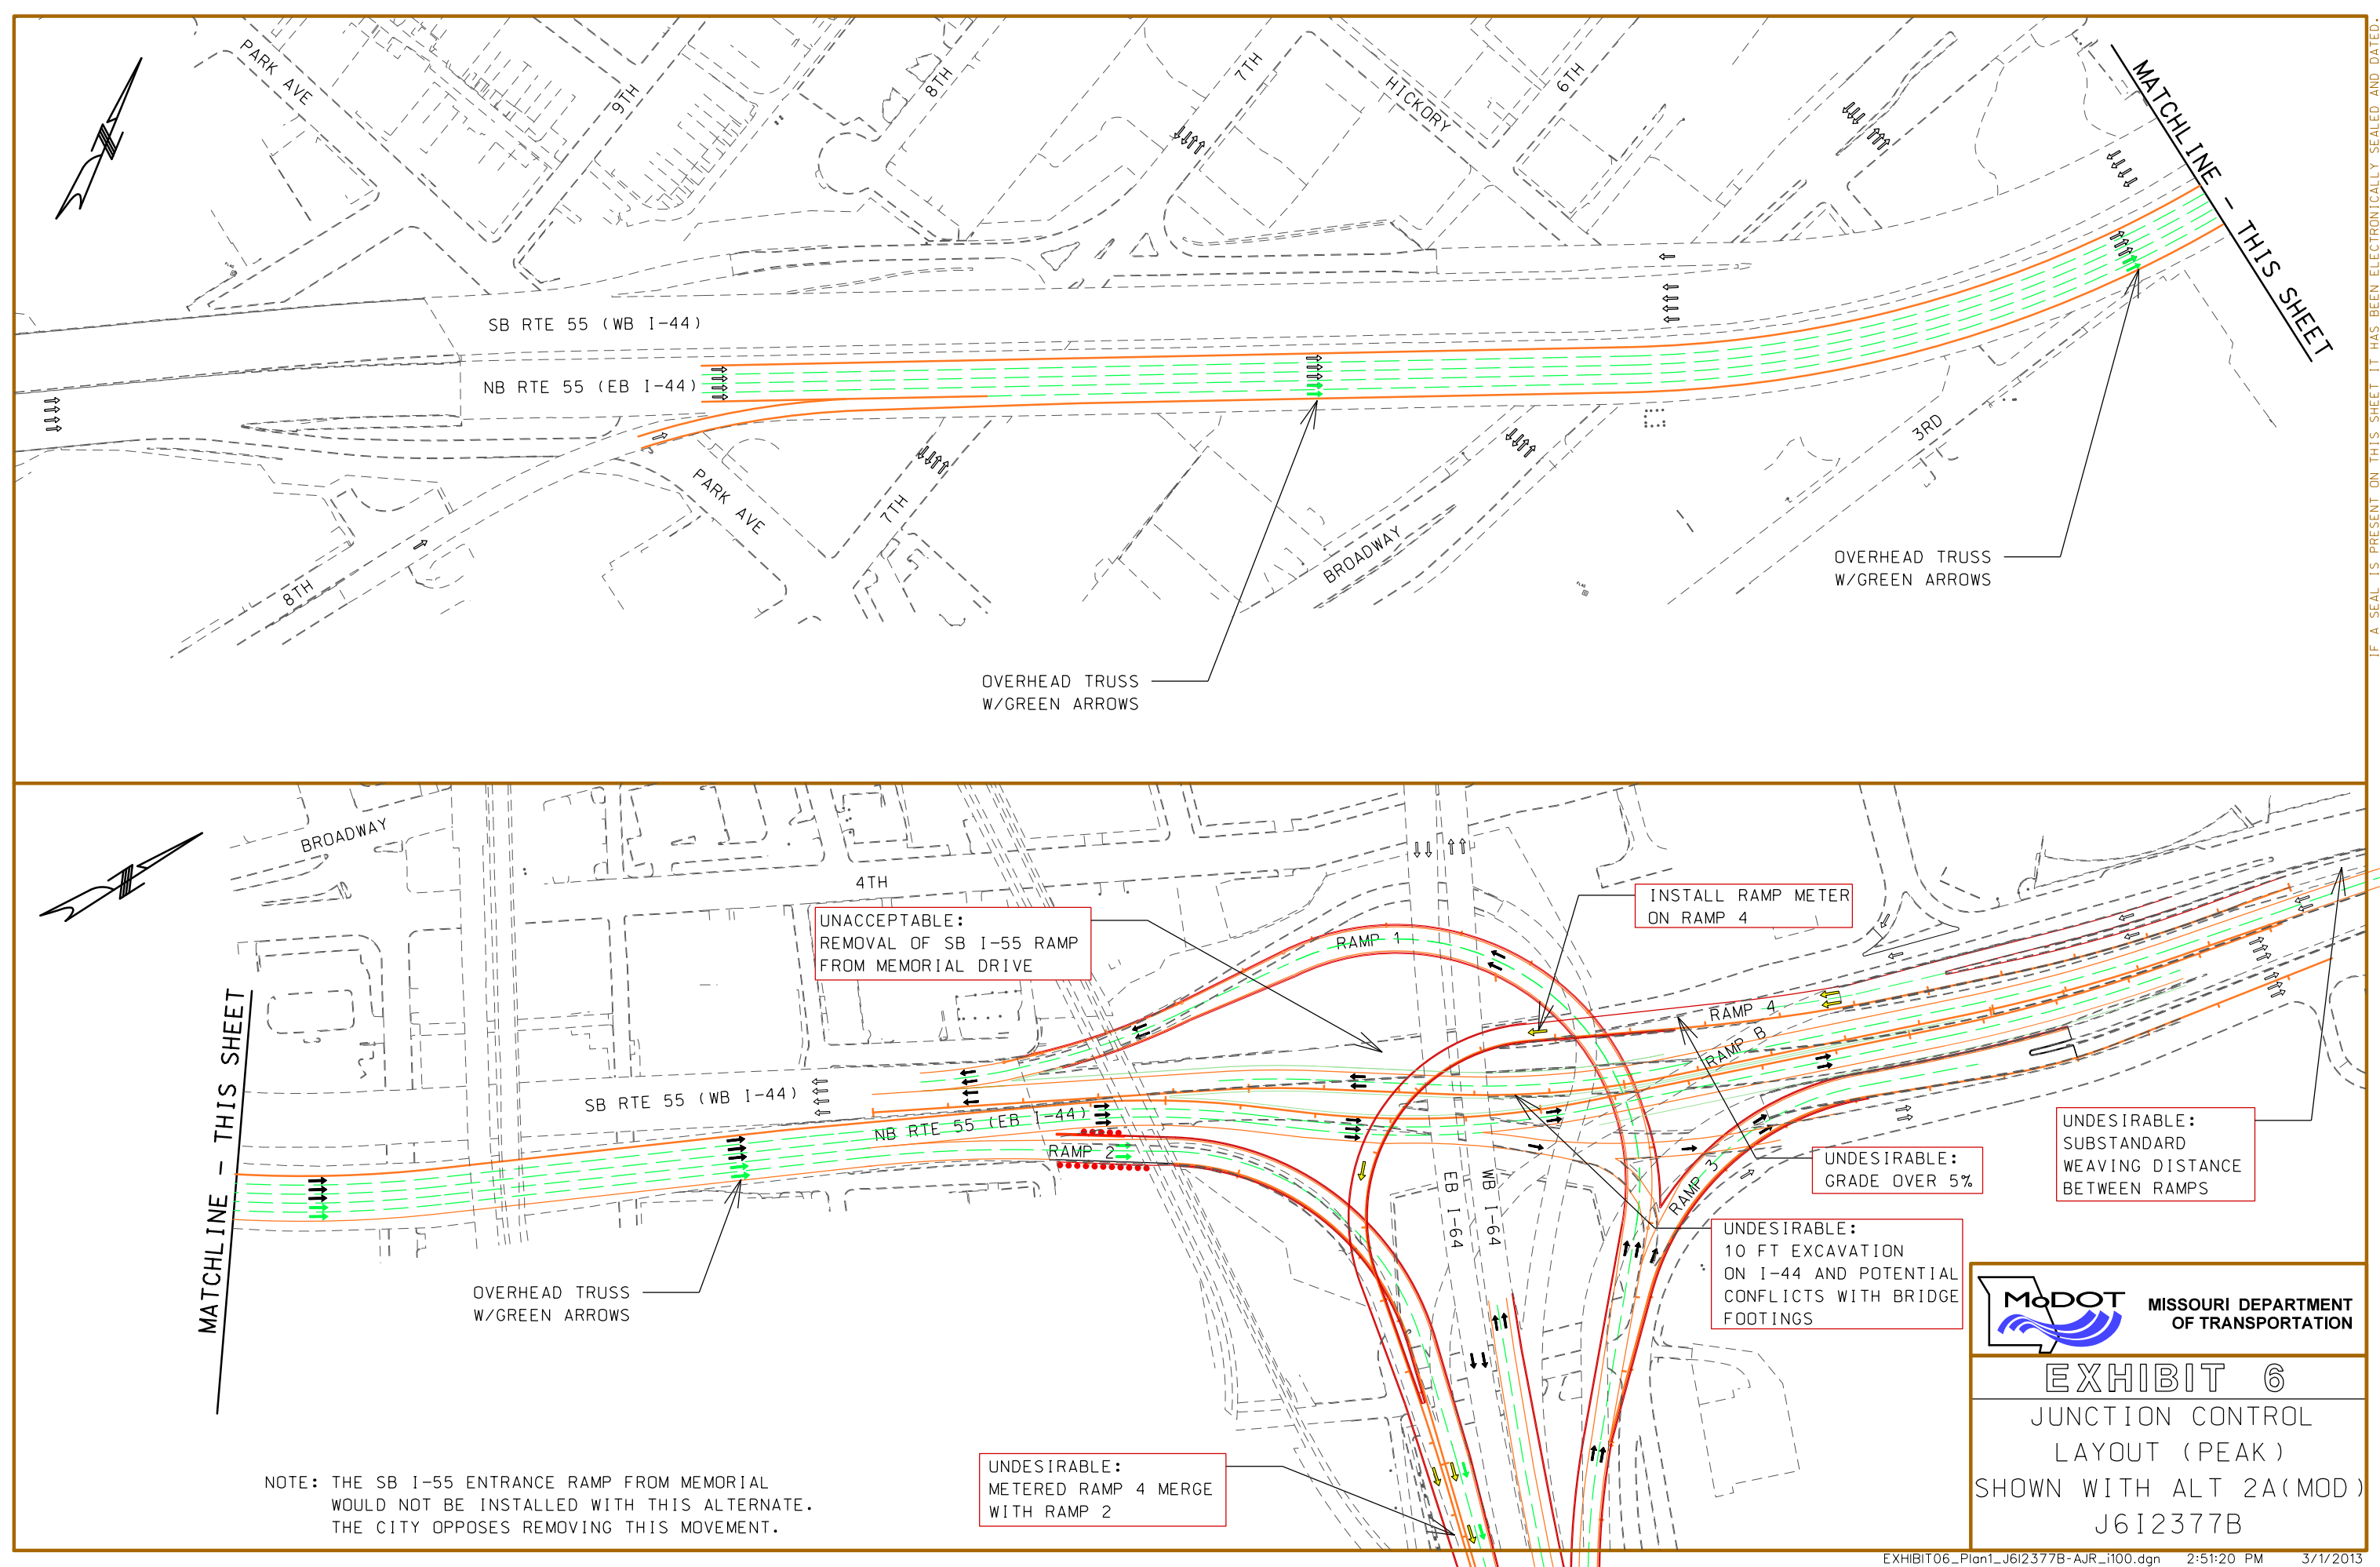 PARK AVE
9TH
8TH
7TH
HICKORY
6TH
MATCHLINE - THIS SHEET
SB RTE 55 (WB I-44)
NB RTE 55 (EB I-44)
PARK AVE
7TH
8TH
BROADWAY
3RD
OVERHEAD TRUSS
W/GREEN ARROWS
OVERHEAD TRUSS
W/GREEN ARROWS
IF A SEAL IS PRESENT ON THIS SHEET IT HAS BEEN ELECTRONICALLY SEALED AND DATED.
BROADWAY
4TH
UNACCEPTABLE:
REMOVAL OF SB I-55 RAMP
FROM MEMORIAL DRIVE
RAMP 1
INSTALL RAMP METER
ON RAMP 4
RAMP 4
RAMP B
MATCHLINE - THIS SHEET
SB RTE 55 (WB I-44)
NB RTE 55 (EB I-44)
RAMP 2
EB I-64
WB I-64
RAMP 3
UNDESIRABLE:
GRADE OVER 5%
UNDESIRABLE:
SUBSTANDARD
WEAVING DISTANCE
BETWEEN RAMPS
UNDESIRABLE:
10 FT EXCAVATION
ON I-44 AND POTENTIAL
CONFLICTS WITH BRIDGE
FOOTINGS
OVERHEAD TRUSS
W/GREEN ARROWS
UNDESIRABLE:
METERED RAMP 4 MERGE
WITH RAMP 2
NOTE: THE SB I-55 ENTRANCE RAMP FROM MEMORIAL
WOULD NOT BE INSTALLED WITH THIS ALTERNATE.
THE CITY OPPOSES REMOVING THIS MOVEMENT.
MoDOT
MISSOURI DEPARTMENT
OF TRANSPORTATION
EXHIBIT 6
JUNCTION CONTROL
LAYOUT (PEAK)
SHOWN WITH ALT 2A(MOD)
J6I2377B
EXHIBIT06_Plan1_J6I2377B-AJR_i100.dgn 2:51:20 PM 3/1/2013